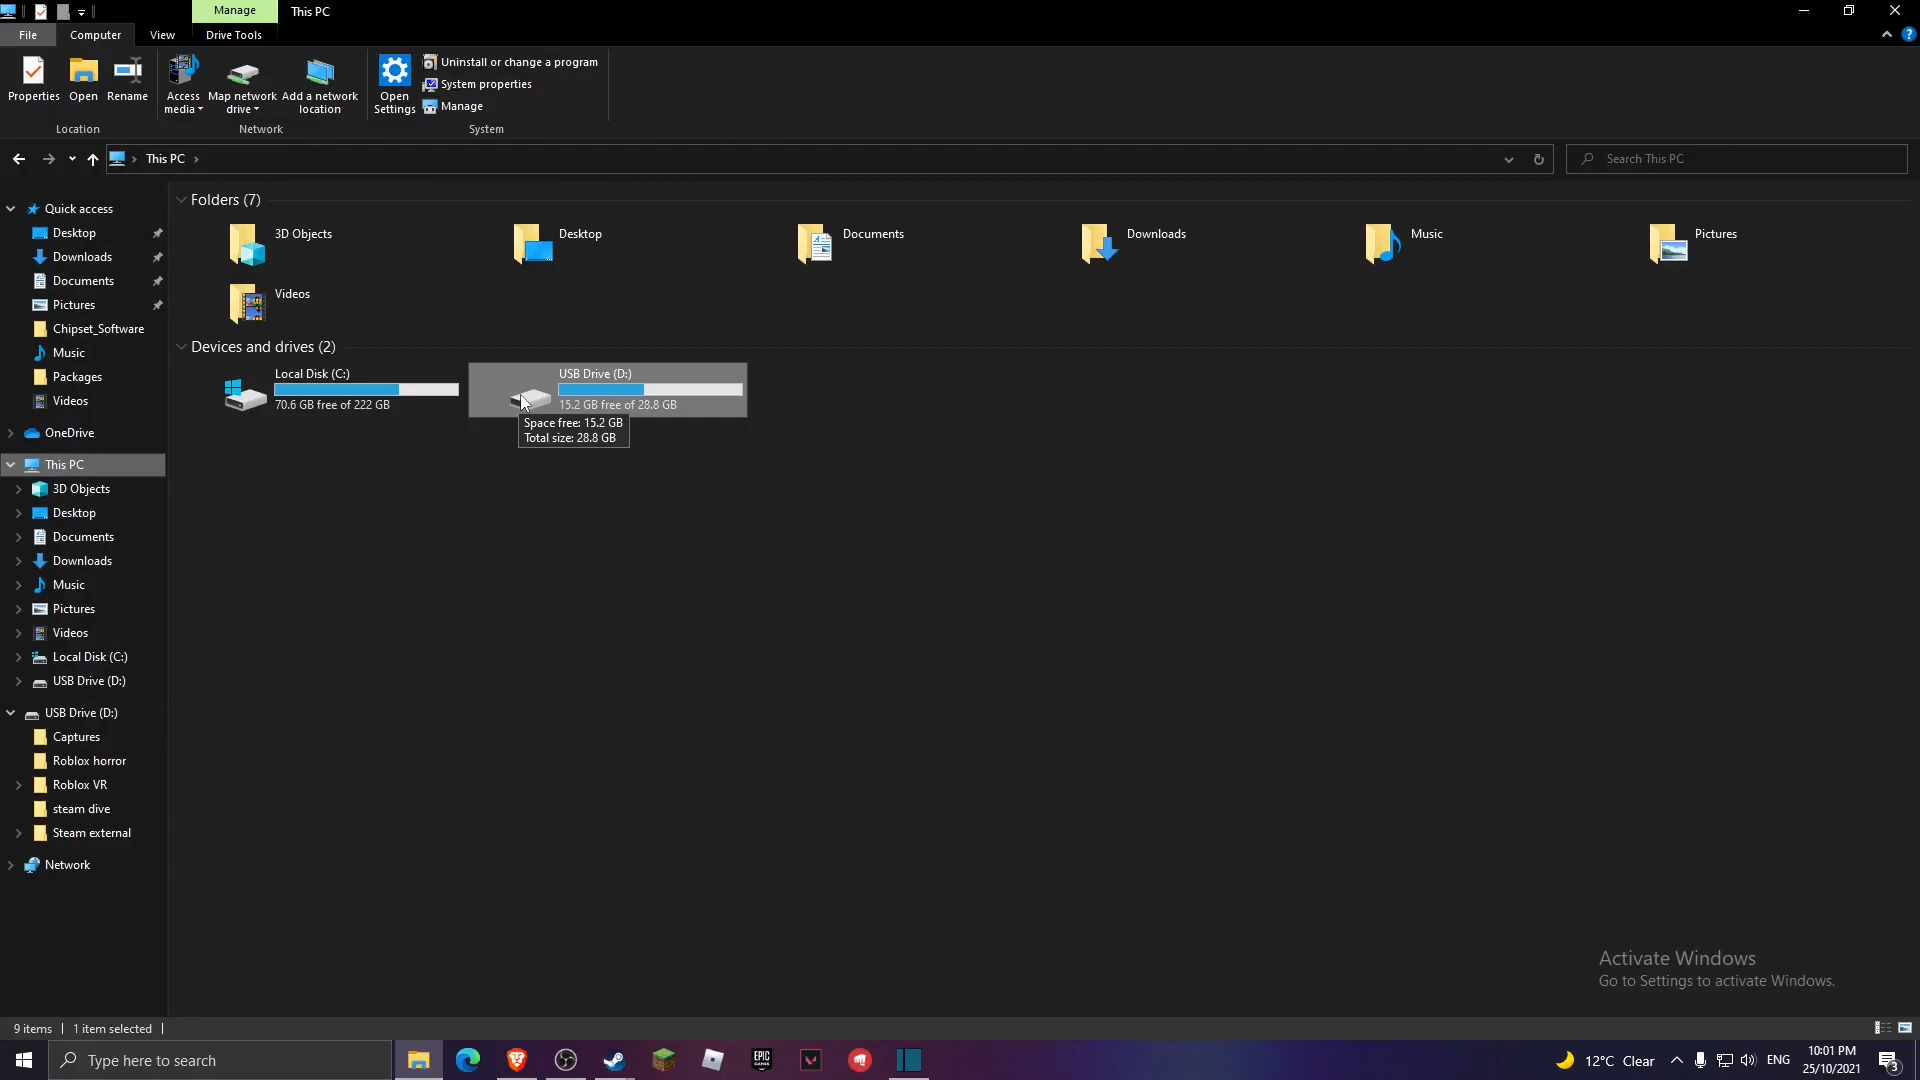 Manage
This PC
File
Computer
View
Drive Tools
Properties
Open
Rename
Access media
Map network drive
Add a network location
Open Settings
Uninstall or change a program
System properties
Manage
Location
Network
System
This PC
Search This PC
Quick access
Desktop
Downloads
Documents
Pictures
Chipset_Software
Music
Packages
Videos
OneDrive
This PC
3D Objects
Desktop
Documents
Downloads
Music
Pictures
Videos
Local Disk (C:)
USB Drive (D:)
USB Drive (D:)
Captures
Roblox horror
Roblox VR
steam dive
Steam external
Network
Folders (7)
3D Objects
Desktop
Documents
Downloads
Music
Pictures
Videos
Devices and drives (2)
Local Disk (C:)
70.6 GB free of 222 GB
USB Drive (D:)
15.2 GB free of 28.8 GB
Space free: 15.2 GB
Total size: 28.8 GB
Activate Windows
Go to Settings to activate Windows.
9 items
1 item selected
Type here to search
EPIC GAMES
12°C Clear
ENG
10:01 PM
25/10/2021
3